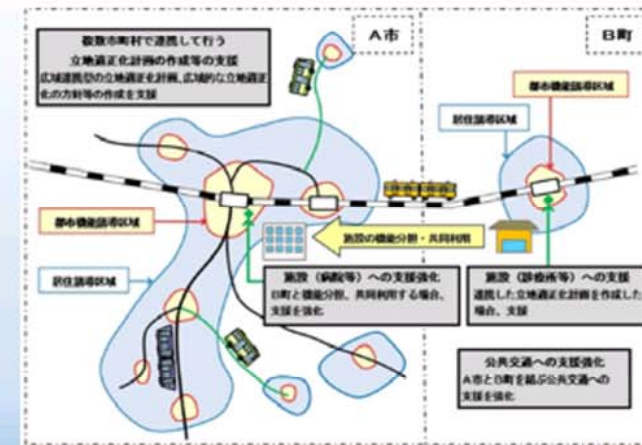 A市
B町
複数市町村で連携して行う
立地適正化計画の作成等の支援
広域連携型の立地適正化計画、広域的な立地適正
化の方針等の作成を支援
都市機能誘導区域
居住誘導区域
都市機能誘導区域
施設の機能分担・共同利用
居住誘導区域
施設（病院等）への支援強化
B町と機能分担、共同利用する場合、
支援を強化
施設（診療所等）への支援
連携した立地適正化計画を作成した
場合、支援
公共交通への支援強化
A市とB町を結ぶ公共交通への
支援を強化